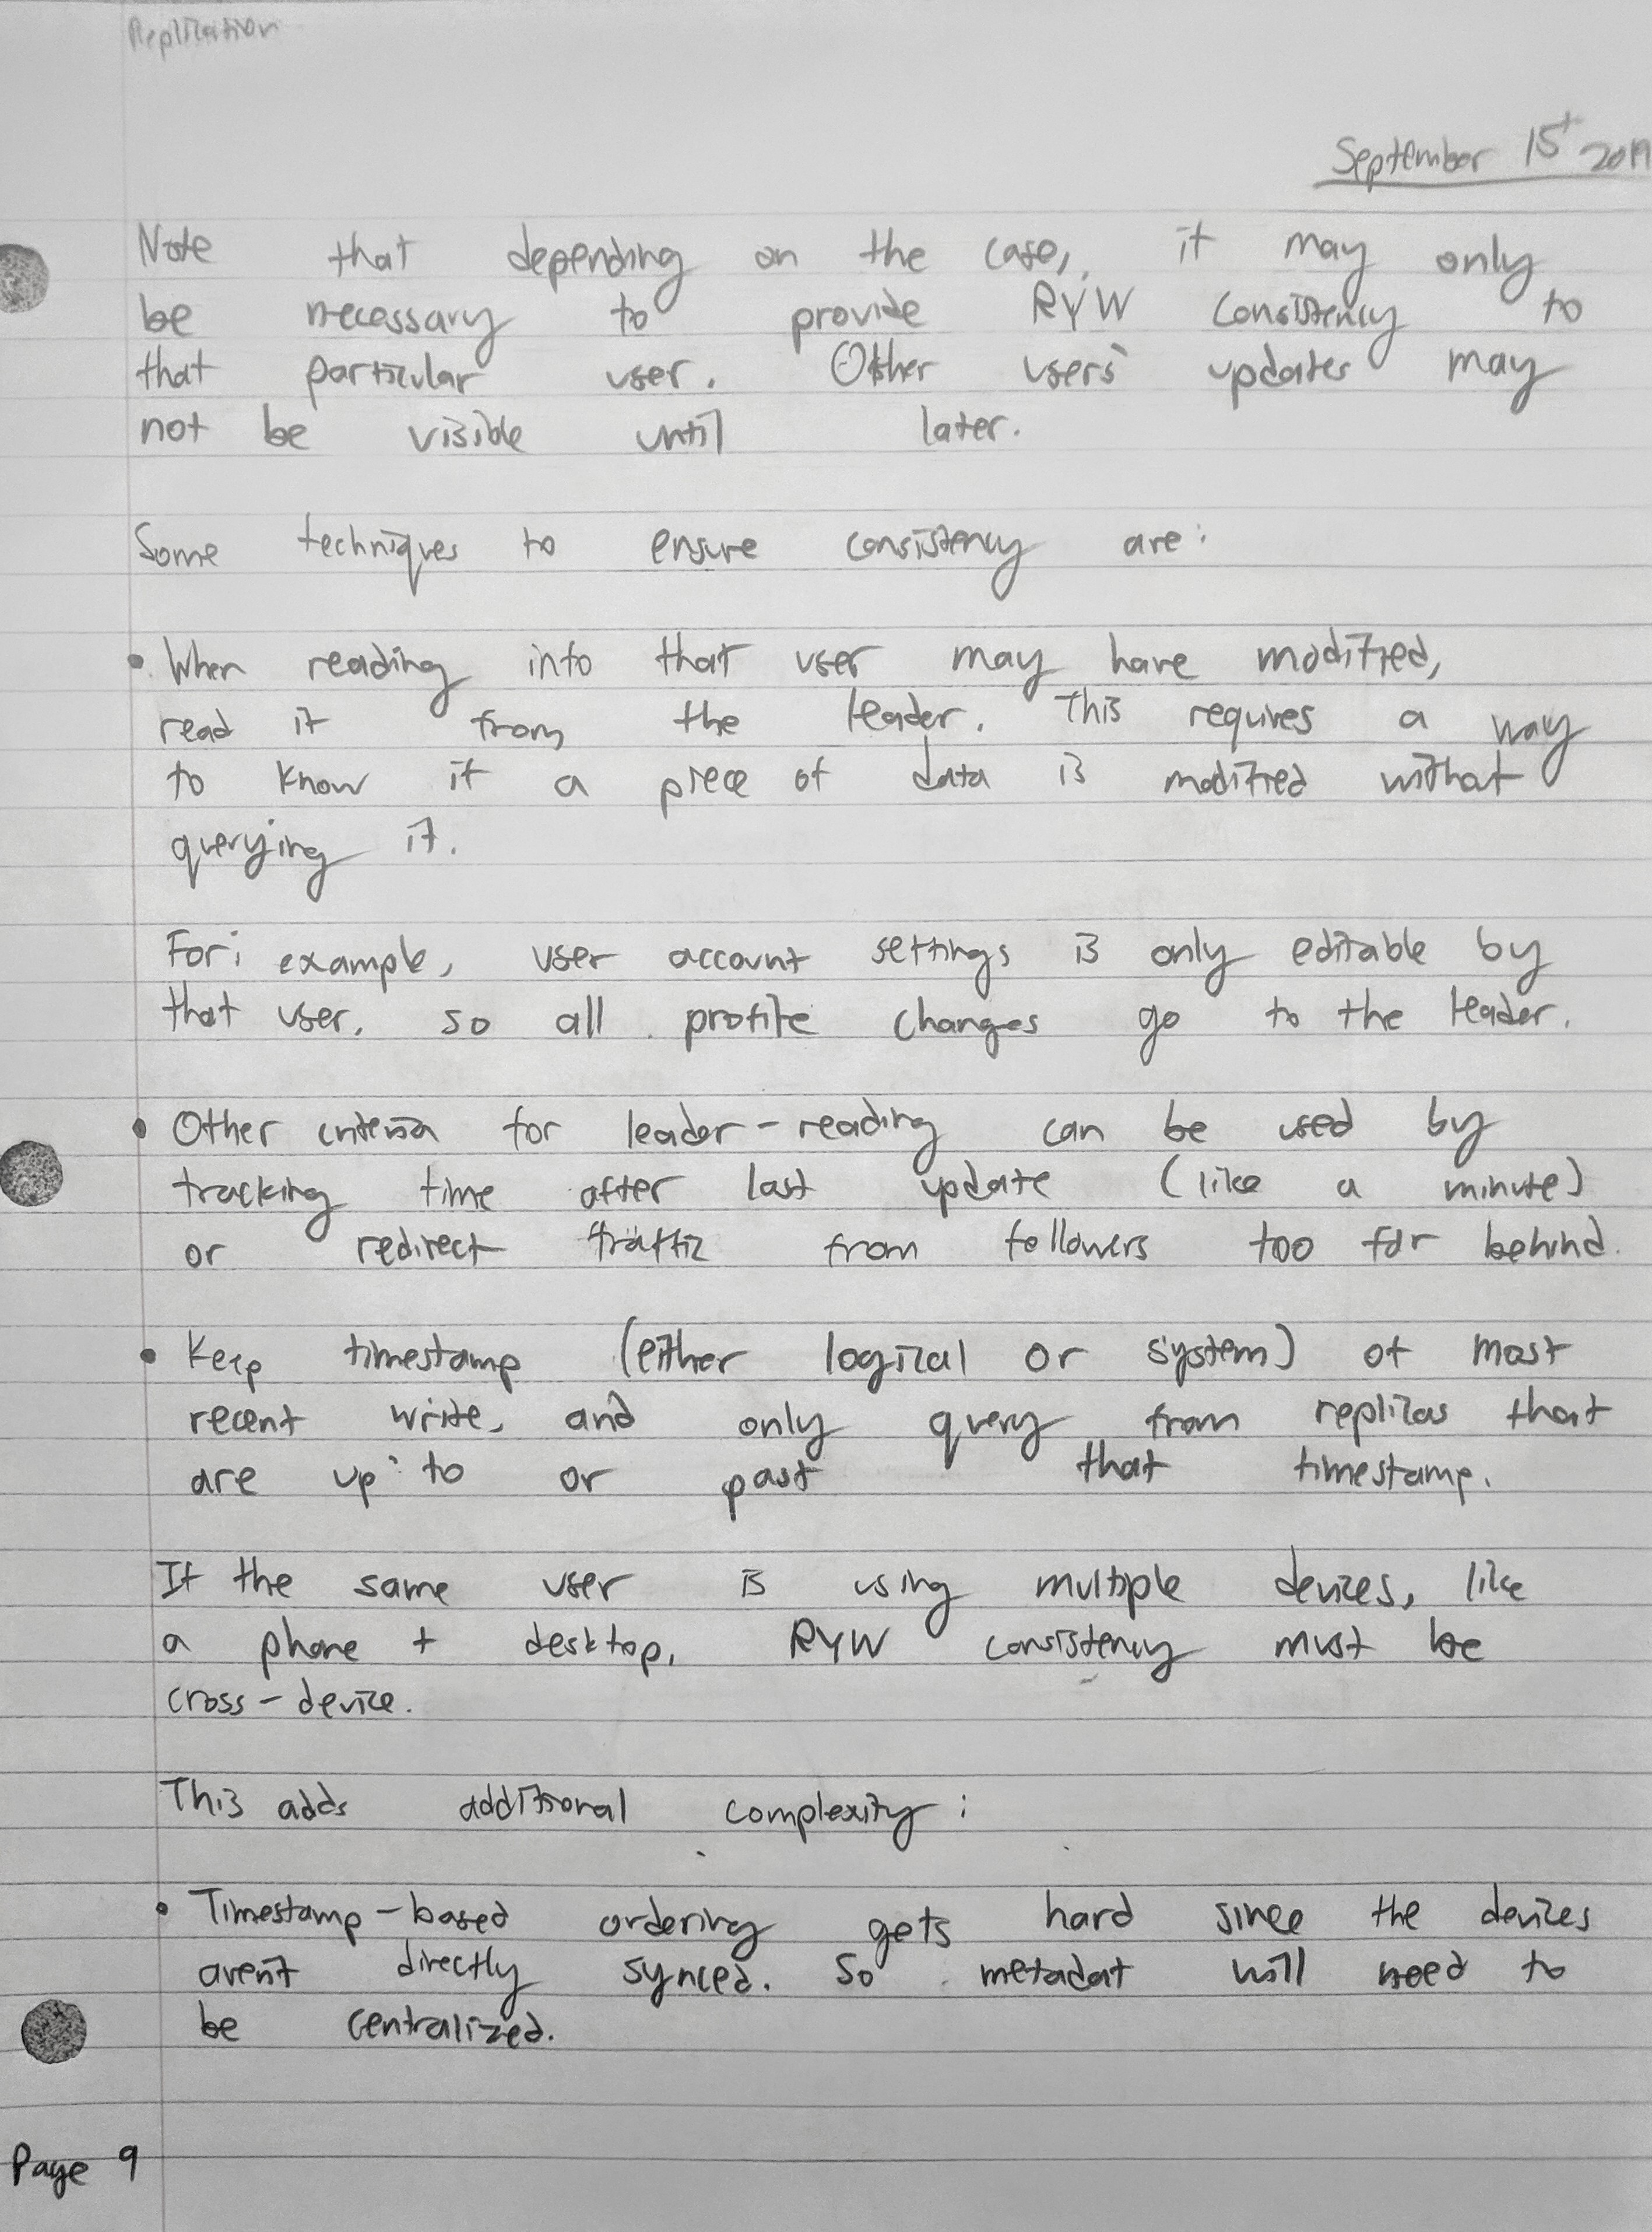 Replication
September 15t 2019
Note that depending on the case, it may only
be necessary to provide RYW consistency to
that particular user. Other users' updates may
not be visible until later.
Some techniques to ensure consistency are:
• When reading info that user may have modified,
read it from the leader. This requires a way
to know if a piece of data is modified without
querying it.
For example, user account settings is only editable by
that user, so all profile changes go to the leader.
• Other criteria for leader-reading can be used by
tracking time after last update (like a minute)
or redirect traffic from followers too far behind.
• Keep timestamp (either logical or system) of most
recent write, and only query from replicas that
are up to or past that timestamp.
If the same user is using multiple devices, like
a phone + desktop, RYW consistency must be
cross-device.
This adds additional complexity:
• Timestamp-based ordering gets hard since the devices
aren't directly synced. So metadat will need to
be centralized.
Page 9